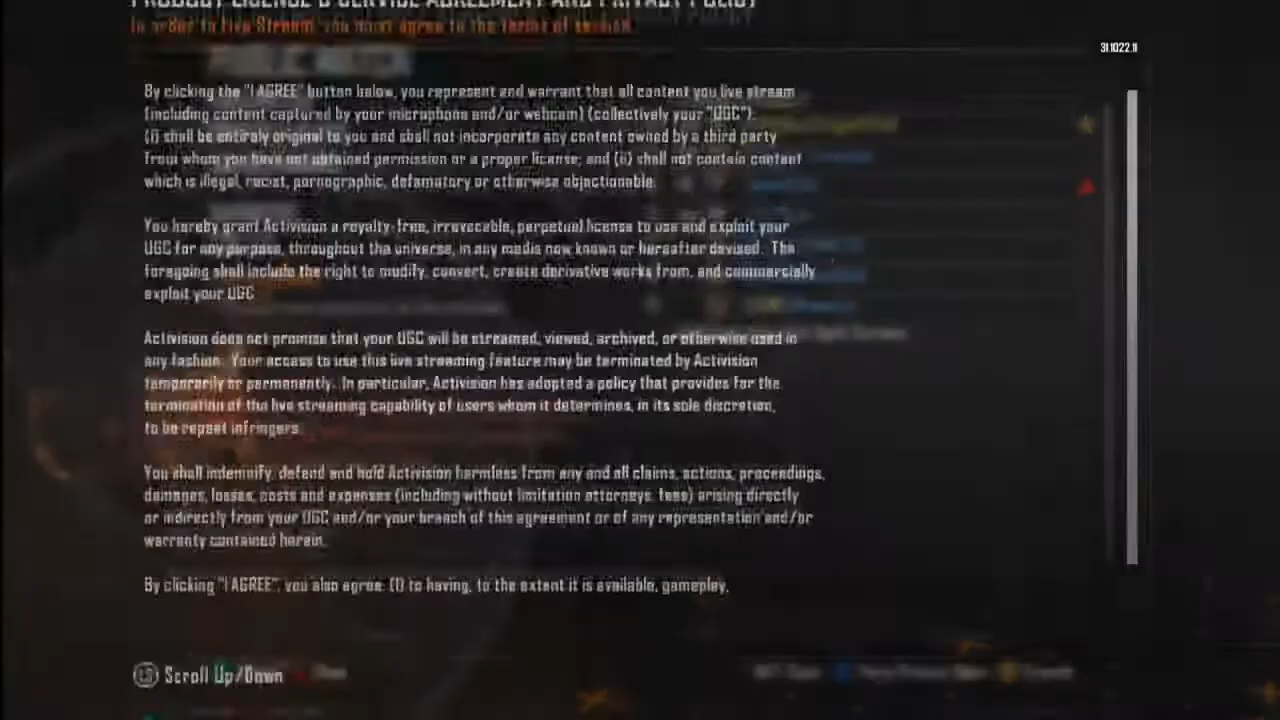 PRODUCT LICENSE & SERVICE AGREEMENT AND PRIVACY POLICY
In order to Live Stream, you must agree to the terms of service.
31.1022.11
By clicking the "I AGREE" button below, you represent and warrant that all content you live stream
(including content captured by your microphone and/or webcam) (collectively your "UGC"):
(i) shall be entirely original to you and shall not incorporate any content owned by a third party
from whom you have not obtained permission or a proper license; and (ii) shall not contain content
which is illegal, racist, pornographic, defamatory or otherwise objectionable.
You hereby grant Activision a royalty-free, irrevocable, perpetual license to use and exploit your
UGC for any purpose, throughout the universe, in any media now known or hereafter devised. The
foregoing shall include the right to modify, convert, create derivative works from, and commercially
exploit your UGC
Activision does not promise that your UGC will be streamed, viewed, archived, or otherwise used in
any fashion. Your access to use this live streaming feature may be terminated by Activision
temporarily or permanently. In particular, Activision has adopted a policy that provides for the
termination of the live streaming capability of users whom it determines, in its sole discretion,
to be repeat infringers.
You shall indemnify, defend and hold Activision harmless from any and all claims, actions, proceedings,
damages, losses, costs and expenses (including without limitation attorneys, fees) arising directly
or indirectly from your UGC and/or your breach of this agreement or of any representation and/or
warranty contained herein.
By clicking "I AGREE", you also agree: (1) to having, to the extent it is available, gameplay,
LS Scroll Up/Down